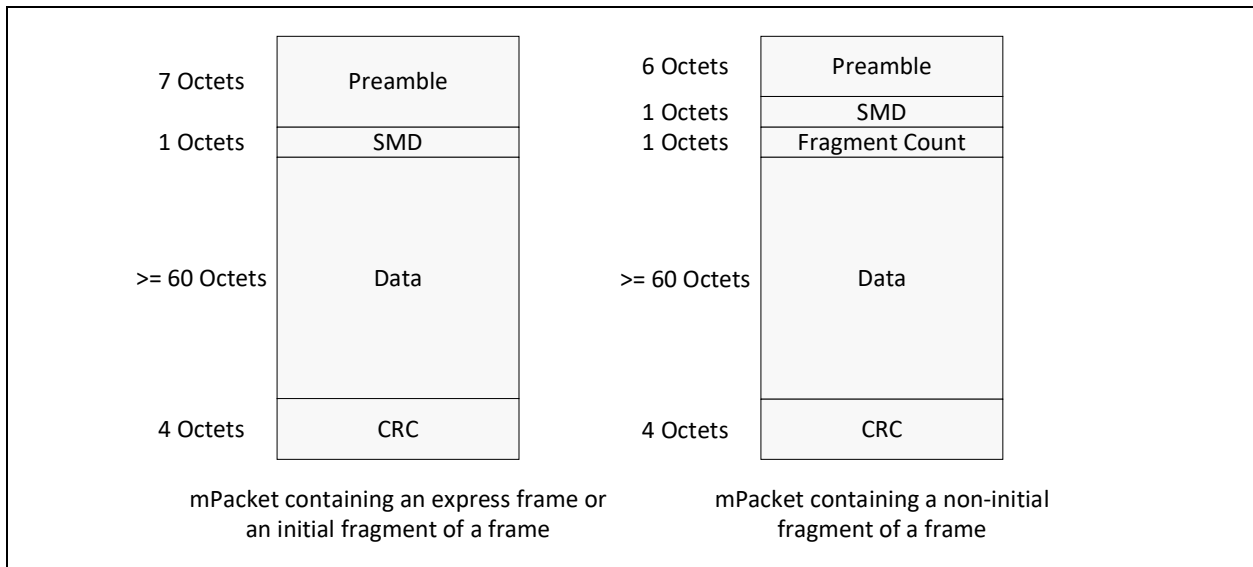 7 Octets
Preamble
1 Octets
SMD
>= 60 Octets
Data
4 Octets
CRC
mPacket containing an express frame or
an initial fragment of a frame
6 Octets
Preamble
1 Octets
SMD
1 Octets
Fragment Count
>= 60 Octets
Data
4 Octets
CRC
mPacket containing a non-initial
fragment of a frame